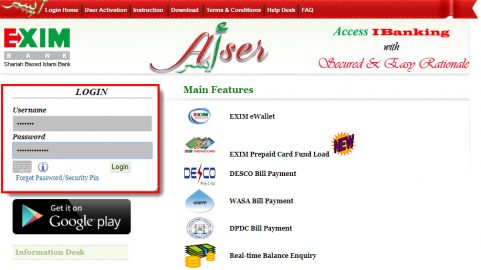 Login Home User Activation Instruction Download Terms & Conditions Help Desk FAQ
EXIM
BANK
Shariah Based Islami Bank
Aiser
Access IBanking
with
Secured & Easy Rationale
LOGIN
Username
•••••••
Password
•••••••••••••
Login
Forget Password/Security Pin
Get it on
Google play
Information Desk
Main Features
EXIM eWallet
EXIM Prepaid Card Fund Load
NEW
DESCO
DESCO Bill Payment
WASA Bill Payment
DPDC Bill Payment
Real-time Balance Enquiry